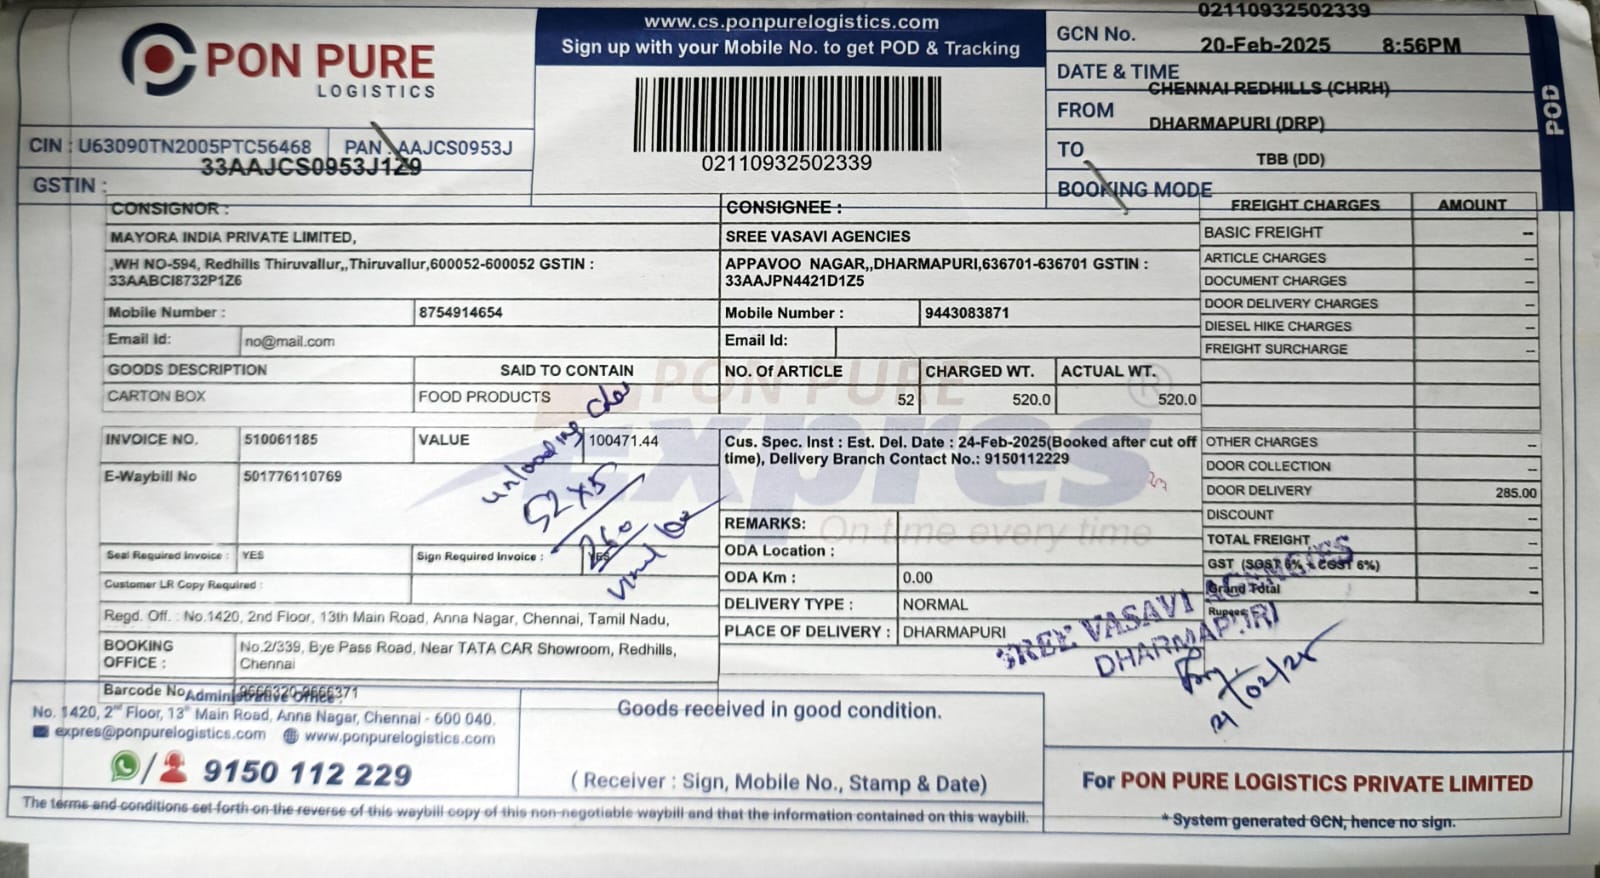 PON PURE
LOGISTICS
www.cs.ponpurelogistics.com
Sign up with your Mobile No. to get POD & Tracking
02110932502339
GCN No. 02110932502339
DATE & TIME 20-Feb-2025 8:56PM
FROM CHENNAI REDHILLS (CHRH)
TO DHARMAPURI (DRP)
BOOKING MODE TBB (DD)
POD
CIN : U63090TN2005PTC56468 PAN : AAJCS0953J
GSTIN : 33AAJCS0953J1Z9
CONSIGNOR :
MAYORA INDIA PRIVATE LIMITED,
,WH NO-594, Redhills Thiruvallur,,Thiruvallur,600052-600052 GSTIN :
33AABCI8732P1Z6
Mobile Number : 8754914654
Email Id: no@mail.com
CONSIGNEE :
SREE VASAVI AGENCIES
APPAVOO NAGAR,,DHARMAPURI,636701-636701 GSTIN :
33AAJPN4421D1Z5
Mobile Number : 9443083871
Email Id:
GOODS DESCRIPTION SAID TO CONTAIN NO. Of ARTICLE CHARGED WT. ACTUAL WT.
CARTON BOX FOOD PRODUCTS 52 520.0 520.0
INVOICE NO. 510061185 VALUE 100471.44
E-Waybill No 501776110769
Seal Required Invoice : YES Sign Required Invoice : YES
Customer LR Copy Required :
Regd. Off. : No.1420, 2nd Floor, 13th Main Road, Anna Nagar, Chennai, Tamil Nadu,
BOOKING OFFICE : No.2/339, Bye Pass Road, Near TATA CAR Showroom, Redhills,
Chennai
Barcode No 9666320-9666371
unloading
52 x 5
260
Cus. Spec. Inst : Est. Del. Date : 24-Feb-2025(Booked after cut off
time), Delivery Branch Contact No.: 9150112229
REMARKS:
ODA Location :
ODA Km : 0.00
DELIVERY TYPE : NORMAL
PLACE OF DELIVERY : DHARMAPURI
PON PURE
Expres
®
On time every time
FREIGHT CHARGES AMOUNT
BASIC FREIGHT --
ARTICLE CHARGES --
DOCUMENT CHARGES --
DOOR DELIVERY CHARGES --
DIESEL HIKE CHARGES --
FREIGHT SURCHARGE --
OTHER CHARGES --
DOOR COLLECTION --
DOOR DELIVERY 285.00
DISCOUNT --
TOTAL FREIGHT --
GST (SGST 6% + CGST 6%) --
Grand Total --
Rupees
SREE VASAVI AGENCIES
DHARMAPURI
21/02/25
Administrative Office :
No. 1420, 2nd Floor, 13th Main Road, Anna Nagar, Chennai - 600 040.
expres@ponpurelogistics.com www.ponpurelogistics.com
/ 9150 112 229
Goods received in good condition.
( Receiver : Sign, Mobile No., Stamp & Date)
For PON PURE LOGISTICS PRIVATE LIMITED
* System generated GCN, hence no sign.
The terms and conditions set forth on the reverse of this waybill copy of this non-negotiable waybill and that the information contained on this waybill.